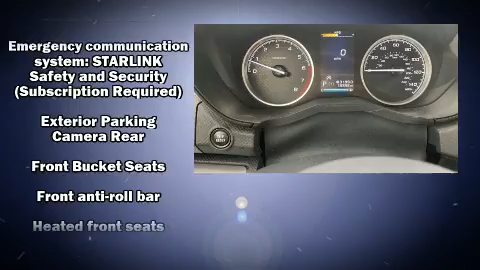 Emergency communication
system: STARLINK
Safety and Security
(Subscription Required)
Exterior Parking
Camera Rear
Front Bucket Seats
Front anti-roll bar
Heated front seats